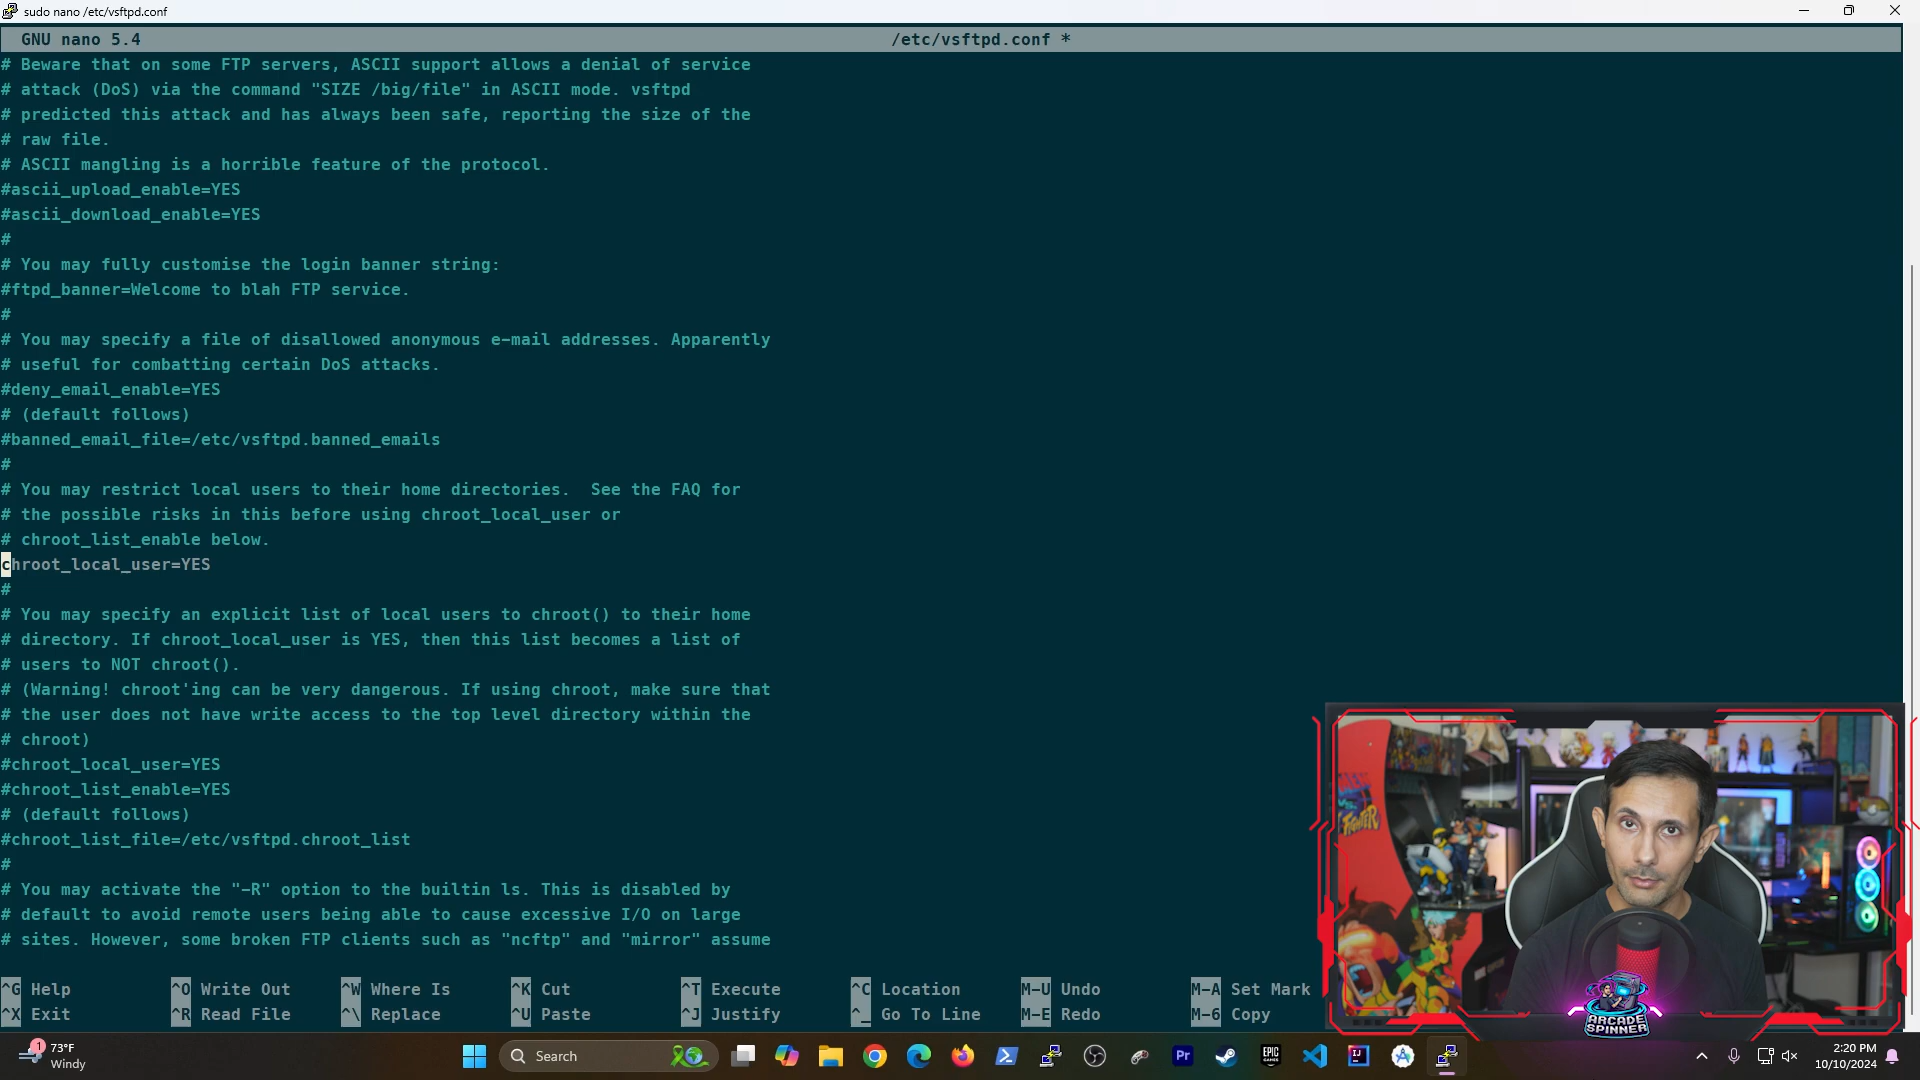 sudo nano /etc/vsftpd.conf
GNU nano 5.4
/etc/vsftpd.conf *
# Beware that on some FTP servers, ASCII support allows a denial of service
# attack (DoS) via the command "SIZE /big/file" in ASCII mode. vsftpd
# predicted this attack and has always been safe, reporting the size of the
# raw file.
# ASCII mangling is a horrible feature of the protocol.
#ascii_upload_enable=YES
#ascii_download_enable=YES
#
# You may fully customise the login banner string:
#ftpd_banner=Welcome to blah FTP service.
#
# You may specify a file of disallowed anonymous e-mail addresses. Apparently
# useful for combatting certain DoS attacks.
#deny_email_enable=YES
# (default follows)
#banned_email_file=/etc/vsftpd.banned_emails
#
# You may restrict local users to their home directories.  See the FAQ for
# the possible risks in this before using chroot_local_user or
# chroot_list_enable below.
chroot_local_user=YES
#
# You may specify an explicit list of local users to chroot() to their home
# directory. If chroot_local_user is YES, then this list becomes a list of
# users to NOT chroot().
# (Warning! chroot'ing can be very dangerous. If using chroot, make sure that
# the user does not have write access to the top level directory within the
# chroot)
#chroot_local_user=YES
#chroot_list_enable=YES
# (default follows)
#chroot_list_file=/etc/vsftpd.chroot_list
#
# You may activate the "-R" option to the builtin ls. This is disabled by
# default to avoid remote users being able to cause excessive I/O on large
# sites. However, some broken FTP clients such as "ncftp" and "mirror" assume
^G Help ^O Write Out ^W Where Is ^K Cut ^T Execute ^C Location M-U Undo M-A Set Mark
^X Exit ^R Read File ^\ Replace ^U Paste ^J Justify ^_ Go To Line M-E Redo M-6 Copy
FIGHTER
ARCADE
SPINNER
1
73°F
Windy
Search
Pr
EPIC
GAMES
IJ
2:20 PM
10/10/2024